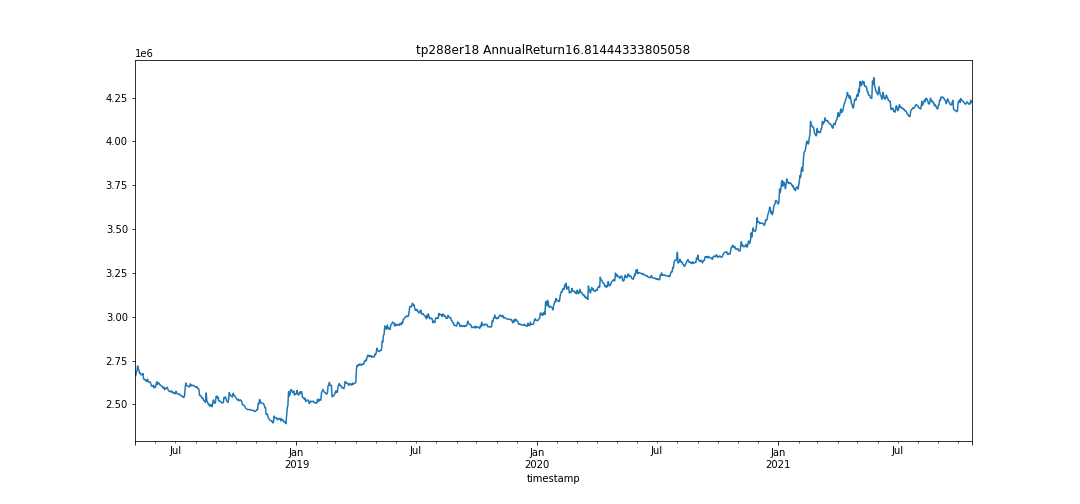 tp288er18 AnnualReturn16.81444333805058
1e6
4.25
4.00
3.75
3.50
3.25
3.00
2.75
2.50
Jul Jan Jul Jan Jul Jan Jul
2019 2020 2021
timestamp